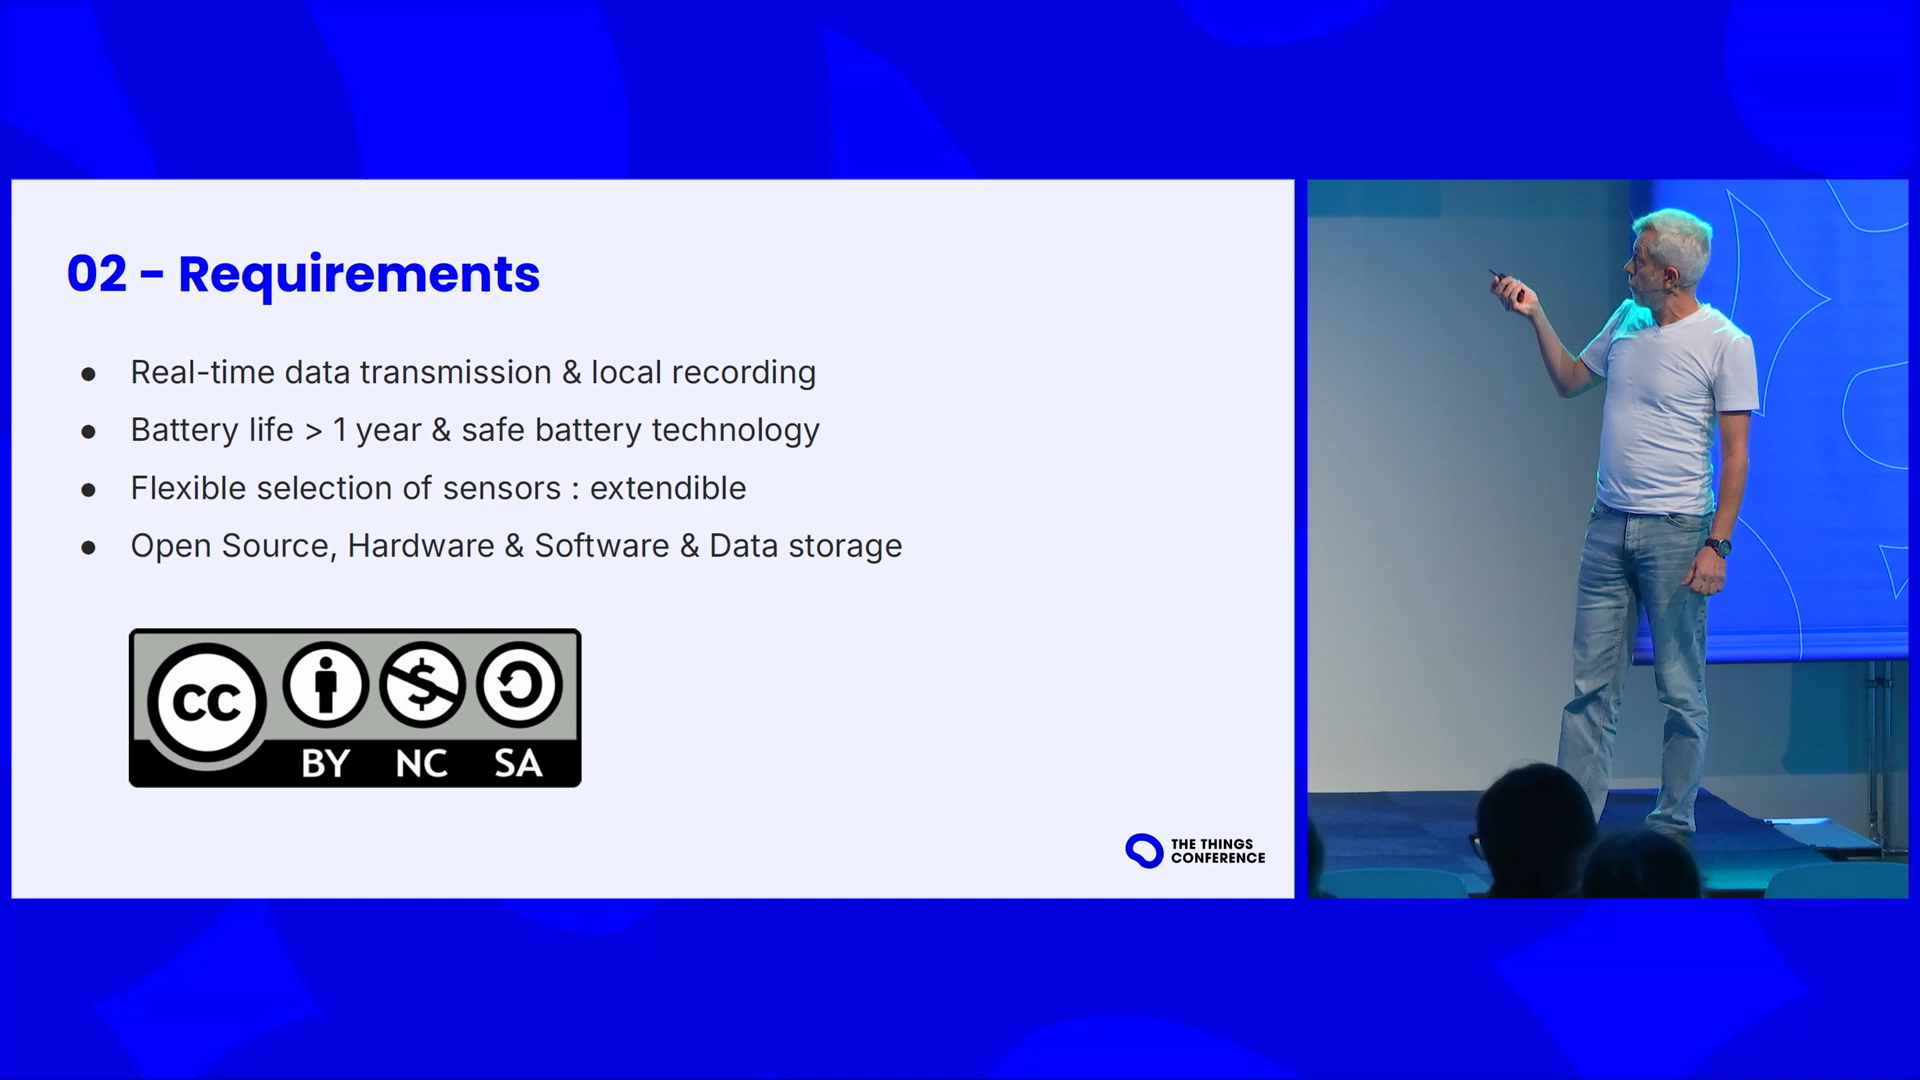 02 - Requirements
● Real-time data transmission & local recording
● Battery life > 1 year & safe battery technology
● Flexible selection of sensors : extendible
● Open Source, Hardware & Software & Data storage
cc
BY NC SA
THE THINGS
CONFERENCE